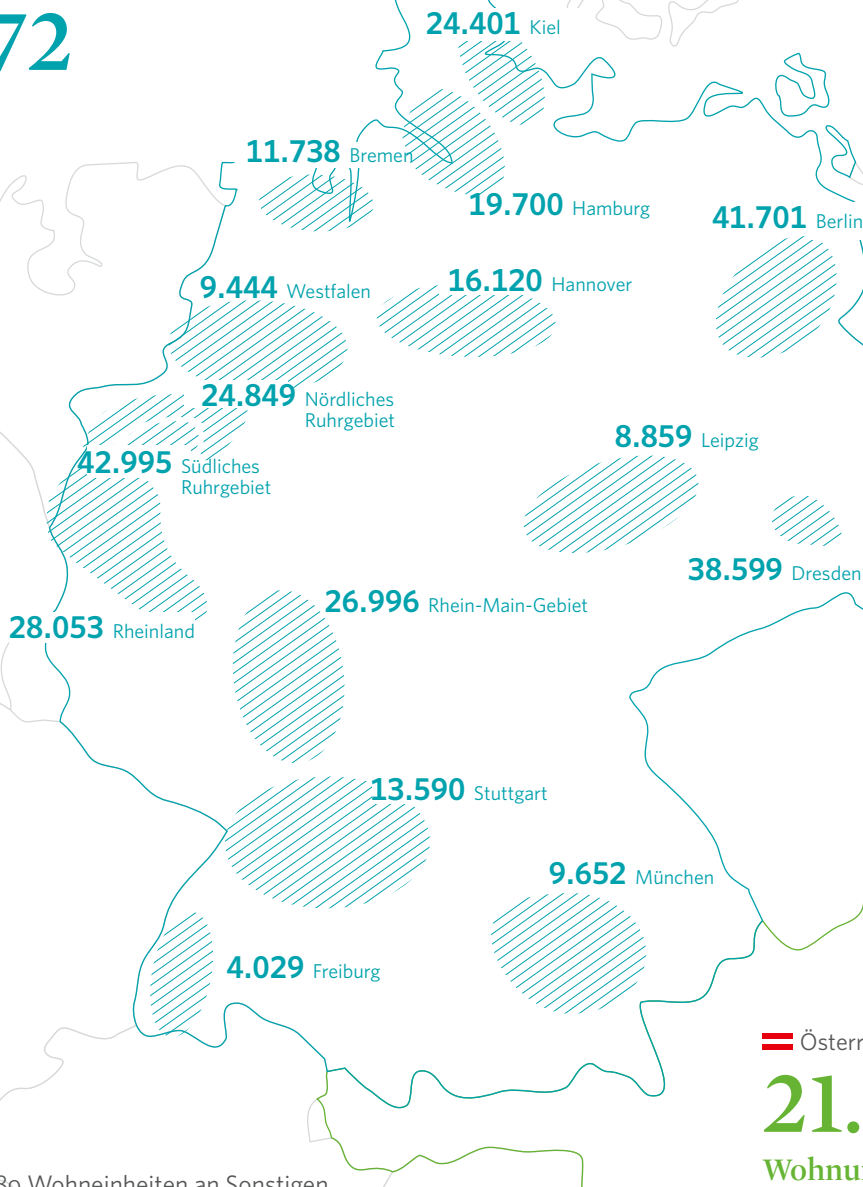 72
24.401 Kiel
11.738 Bremen
19.700 Hamburg
41.701 Berlin
9.444 Westfalen
16.120 Hannover
24.849 Nördliches
Ruhrgebiet
8.859 Leipzig
42.995 Südliches
Ruhrgebiet
38.599 Dresden
26.996 Rhein-Main-Gebiet
28.053 Rheinland
13.590 Stuttgart
9.652 München
4.029 Freiburg
Österr
21.
Wohnu
Wohneinheiten an Sonstigen